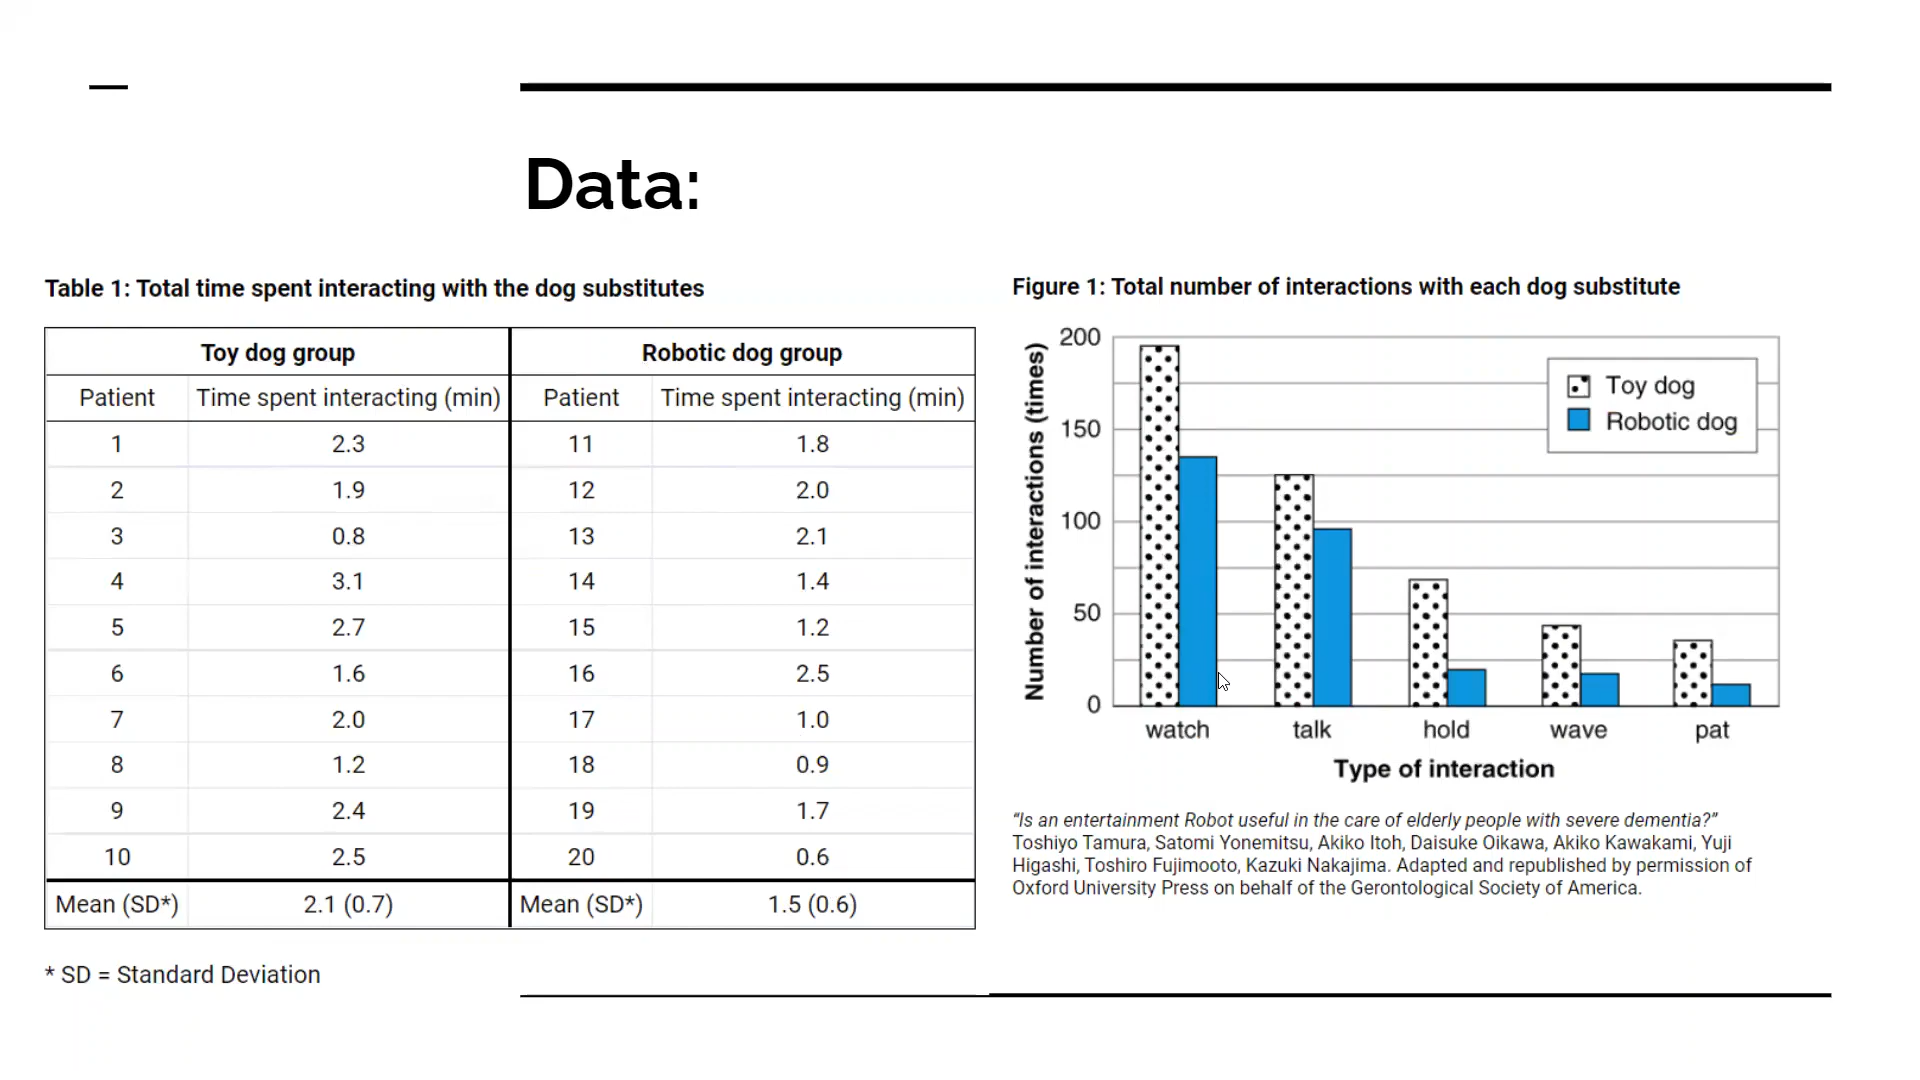 Data:
Table 1: Total time spent interacting with the dog substitutes
Toy dog group Robotic dog group
Patient Time spent interacting (min) Patient Time spent interacting (min)
1 2.3 11 1.8
2 1.9 12 2.0
3 0.8 13 2.1
4 3.1 14 1.4
5 2.7 15 1.2
6 1.6 16 2.5
7 2.0 17 1.0
8 1.2 18 0.9
9 2.4 19 1.7
10 2.5 20 0.6
Mean (SD*) 2.1 (0.7) Mean (SD*) 1.5 (0.6)
* SD = Standard Deviation
Figure 1: Total number of interactions with each dog substitute
Number of interactions (times)
200
150
100
50
0
Toy dog
Robotic dog
watch talk hold wave pat
Type of interaction
“Is an entertainment Robot useful in the care of elderly people with severe dementia?”
Toshiyo Tamura, Satomi Yonemitsu, Akiko Itoh, Daisuke Oikawa, Akiko Kawakami, Yuji
Higashi, Toshiro Fujimooto, Kazuki Nakajima. Adapted and republished by permission of
Oxford University Press on behalf of the Gerontological Society of America.